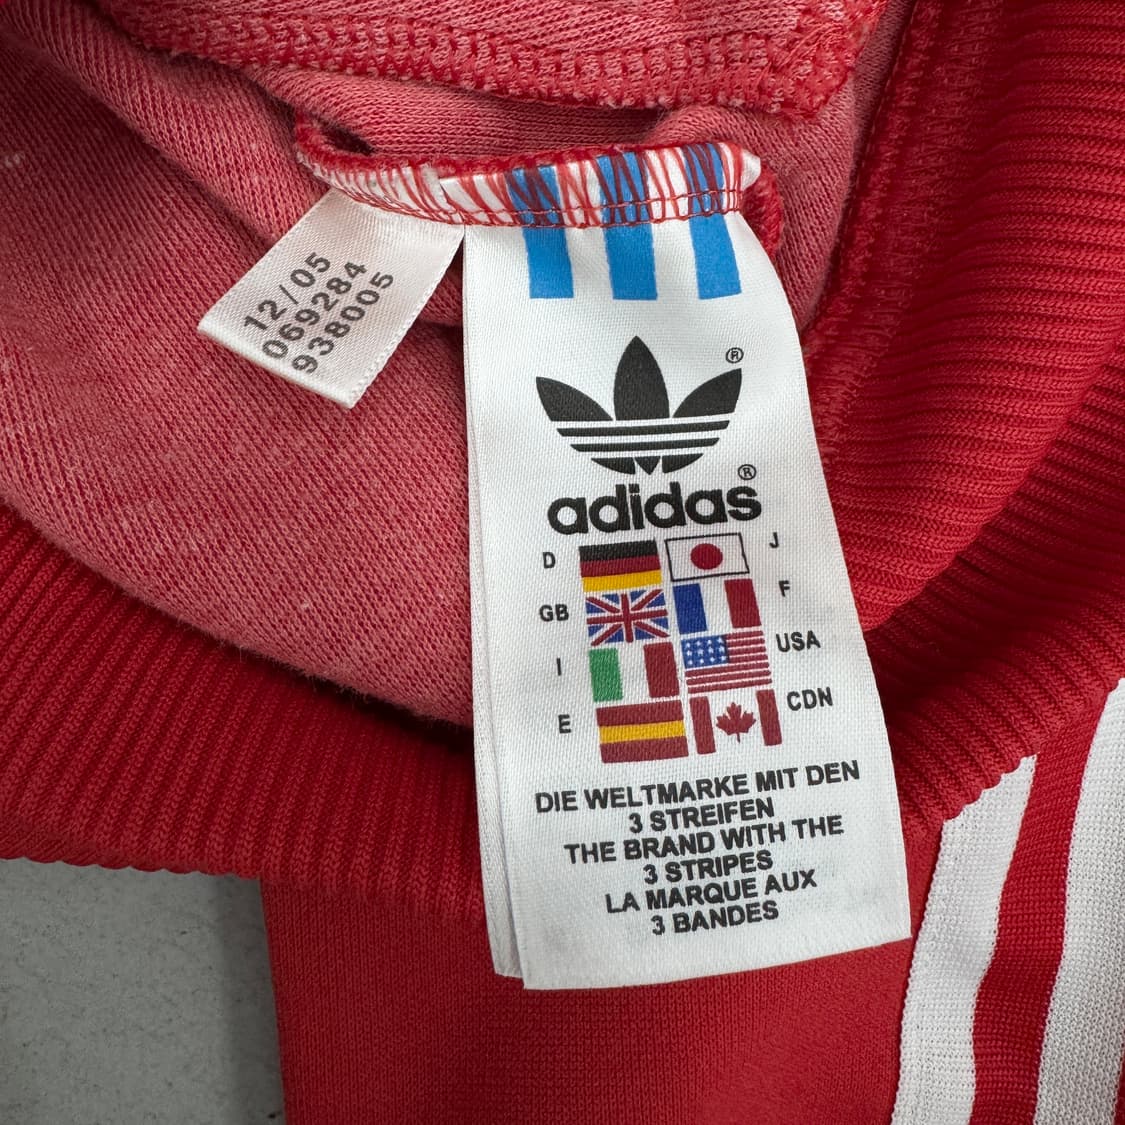 12/05
069284
938005
®
adidas®
D
J
GB
F
I
USA
E
CDN
DIE WELTMARKE MIT DEN
3 STREIFEN
THE BRAND WITH THE
3 STRIPES
LA MARQUE AUX
3 BANDES